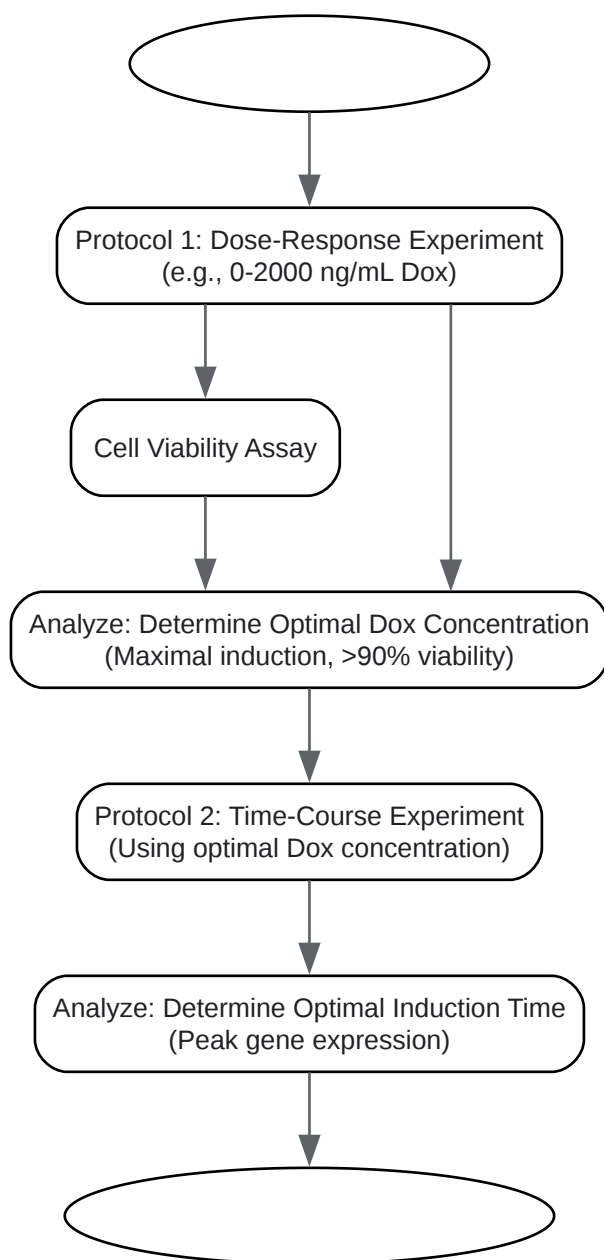 Protocol 1: Dose-Response Experiment
(e.g., 0-2000 ng/mL Dox)
Cell Viability Assay
Analyze: Determine Optimal Dox Concentration
(Maximal induction, >90% viability)
Protocol 2: Time-Course Experiment
(Using optimal Dox concentration)
Analyze: Determine Optimal Induction Time
(Peak gene expression)